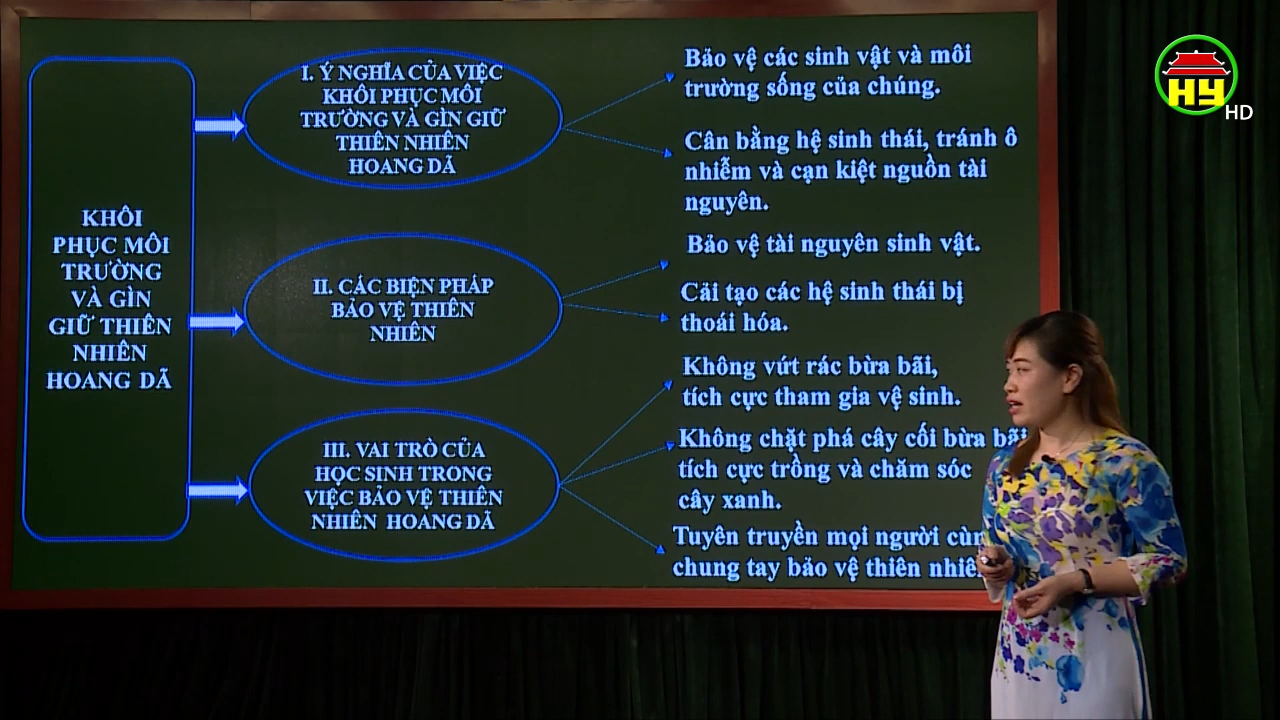 KHÔI
PHỤC MÔI
TRƯỜNG
VÀ GÌN
GIỮ THIÊN
NHIÊN
HOANG DÃ
I. Ý NGHĨA CỦA VIỆC
KHÔI PHỤC MÔI
TRƯỜNG VÀ GÌN GIỮ
THIÊN NHIÊN
HOANG DÃ
Bảo vệ các sinh vật và môi
trường sống của chúng.
Cân bằng hệ sinh thái, tránh ô
nhiễm và cạn kiệt nguồn tài
nguyên.
II. CÁC BIỆN PHÁP
BẢO VỆ THIÊN
NHIÊN
Bảo vệ tài nguyên sinh vật.
Cải tạo các hệ sinh thái bị
thoái hóa.
III. VAI TRÒ CỦA
HỌC SINH TRONG
VIỆC BẢO VỆ THIÊN
NHIÊN HOANG DÃ
Không vứt rác bừa bãi,
tích cực tham gia vệ sinh.
Không chặt phá cây cối bừa bãi
tích cực trồng và chăm sóc
cây xanh.
Tuyên truyền mọi người
chung tay bảo vệ thiên
HY
HD